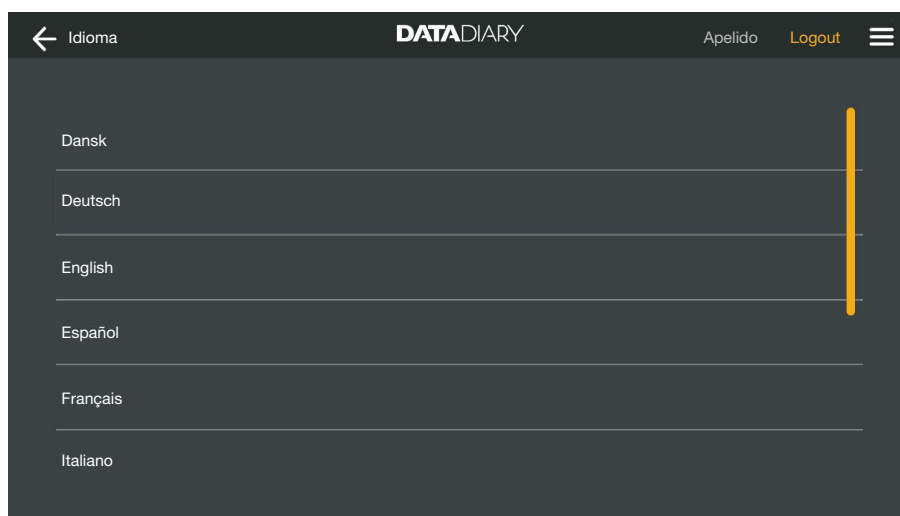 Idioma DATADIARY Apelido Logout
Dansk
Deutsch
English
Español
Français
Italiano